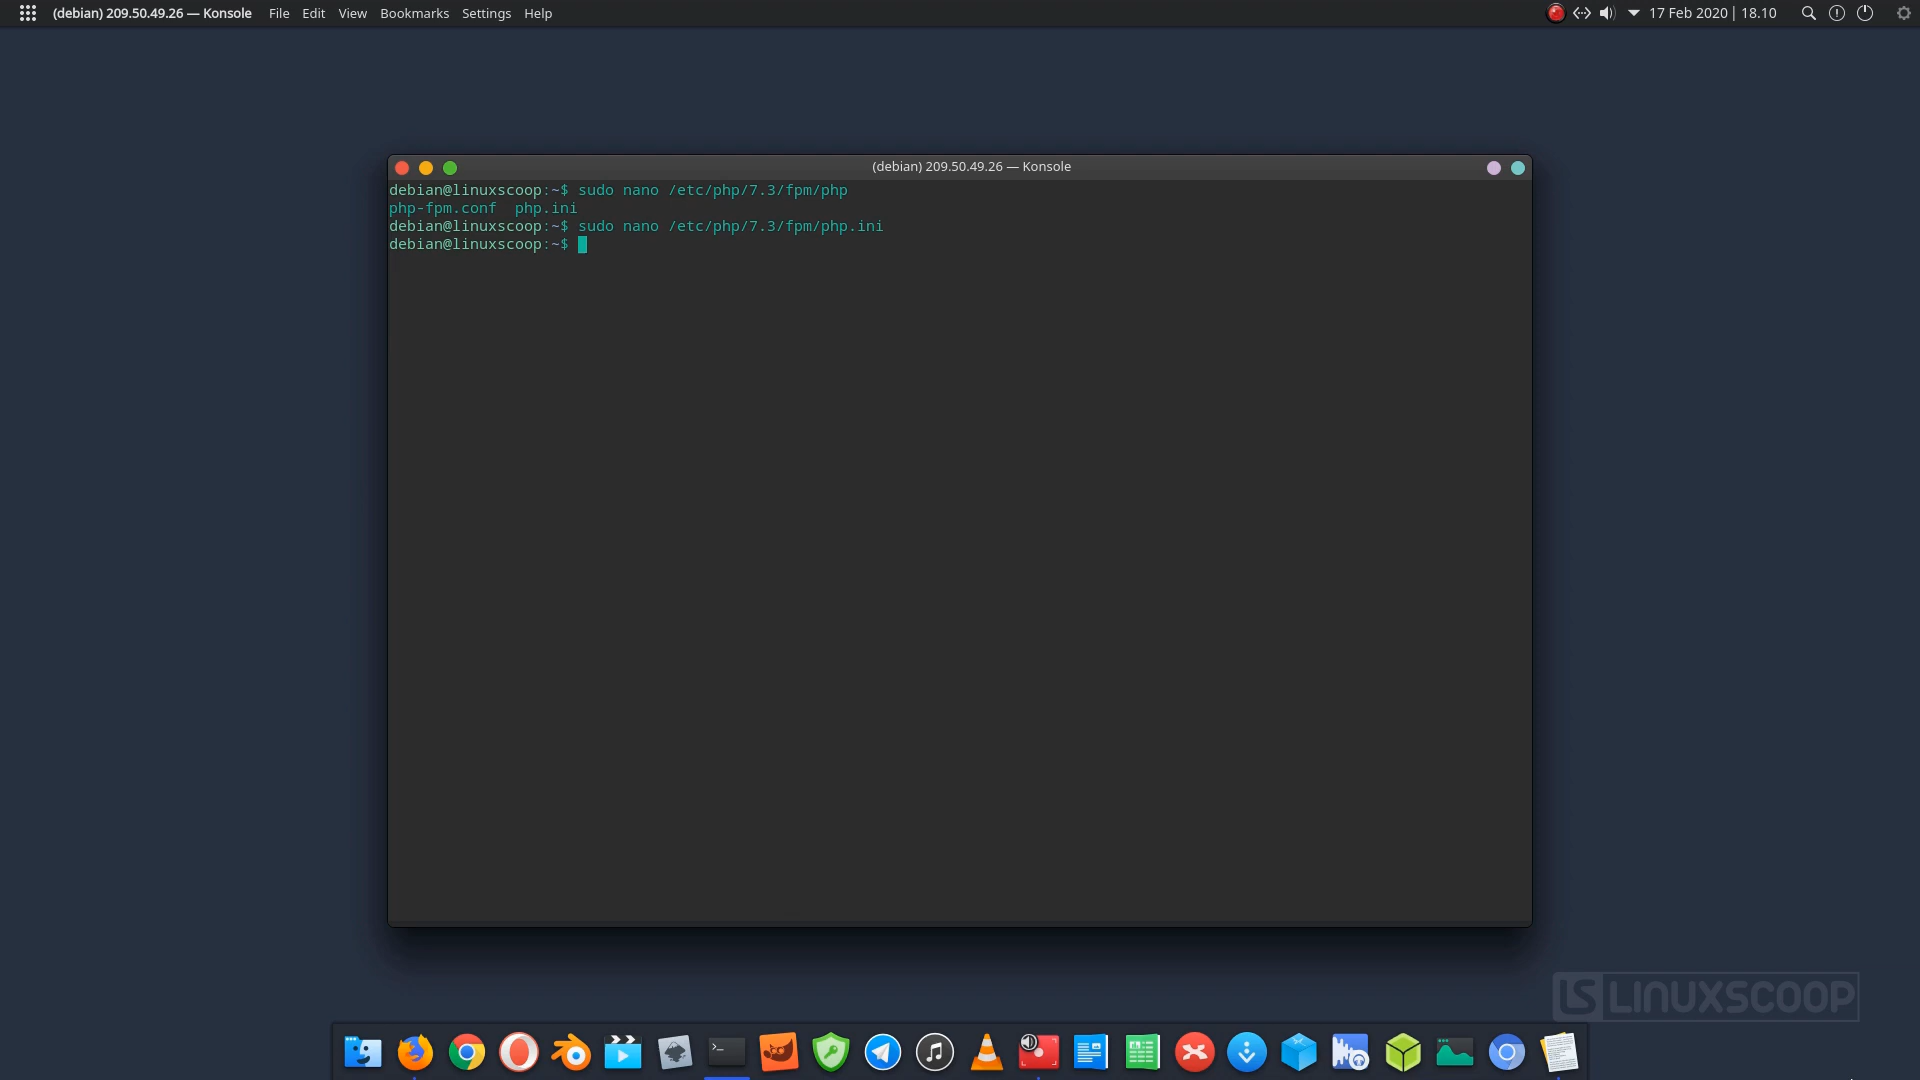 (debian) 209.50.49.26 — Konsole File Edit View Bookmarks Settings Help 17 Feb 2020 | 18.10
(debian) 209.50.49.26 — Konsole
debian@linuxscoop:~$ sudo nano /etc/php/7.3/fpm/php
php-fpm.conf php.ini
debian@linuxscoop:~$ sudo nano /etc/php/7.3/fpm/php.ini
debian@linuxscoop:~$
LS LINUXSCOOP